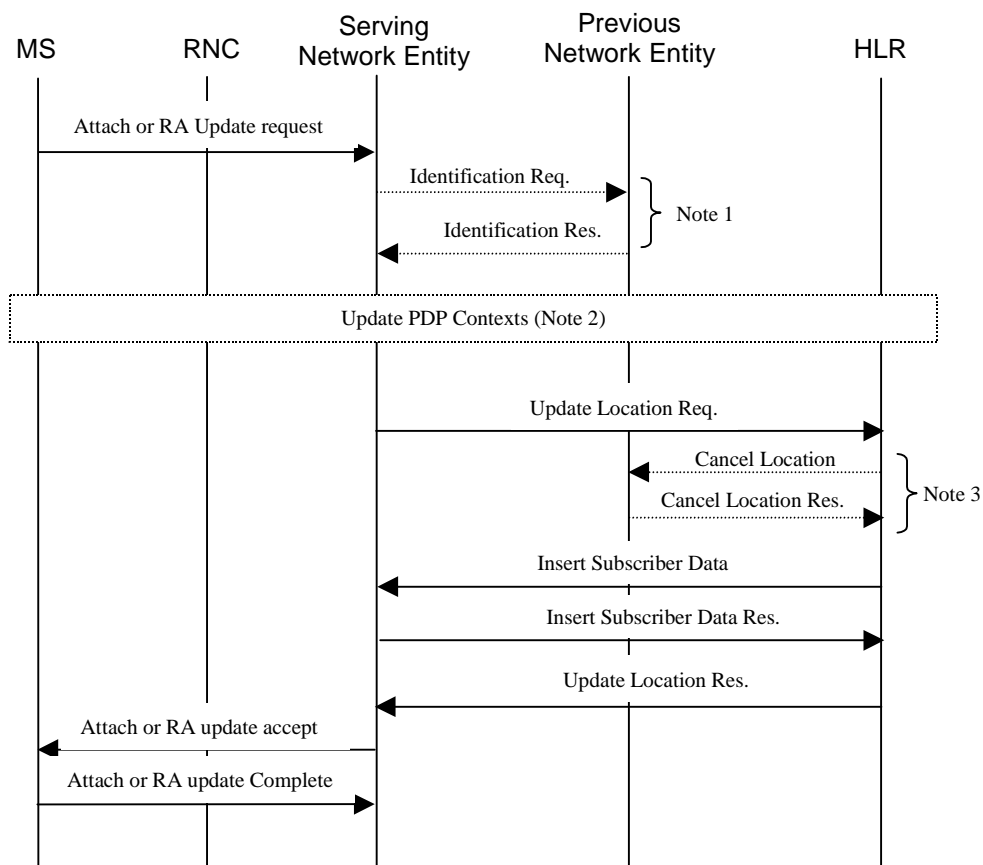 MS
RNC
Serving
Network Entity
Previous
Network Entity
HLR
Attach or RA Update request
Identification Req.
Note 1
Identification Res.
Update PDP Contexts (Note 2)
Update Location Req.
Cancel Location
Note 3
Cancel Location Res.
Insert Subscriber Data
Insert Subscriber Data Res.
Update Location Res.
Attach or RA update accept
Attach or RA update Complete